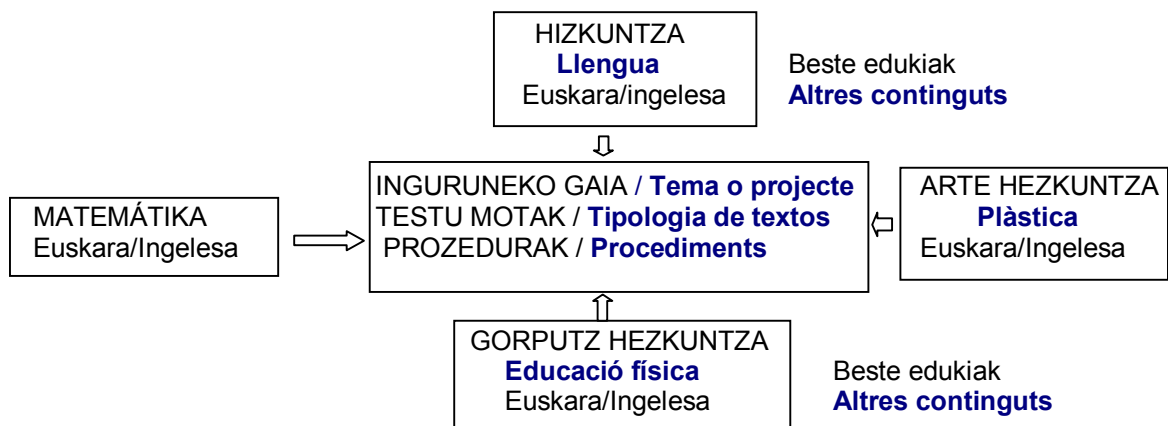 HIZKUNTZA
Llengua
Euskara/ingelesa
Beste edukiak
Altres continguts
INGURUNEKO GAIA / Tema o projecte
TESTU MOTAK / Tipologia de textos
PROZEDURAK / Procediments
MATEMÁTIKA
Euskara/Ingelesa
ARTE HEZKUNTZA
Plàstica
Euskara/Ingelesa
GORPUTZ HEZKUNTZA
Educació física
Euskara/Ingelesa
Beste edukiak
Altres continguts